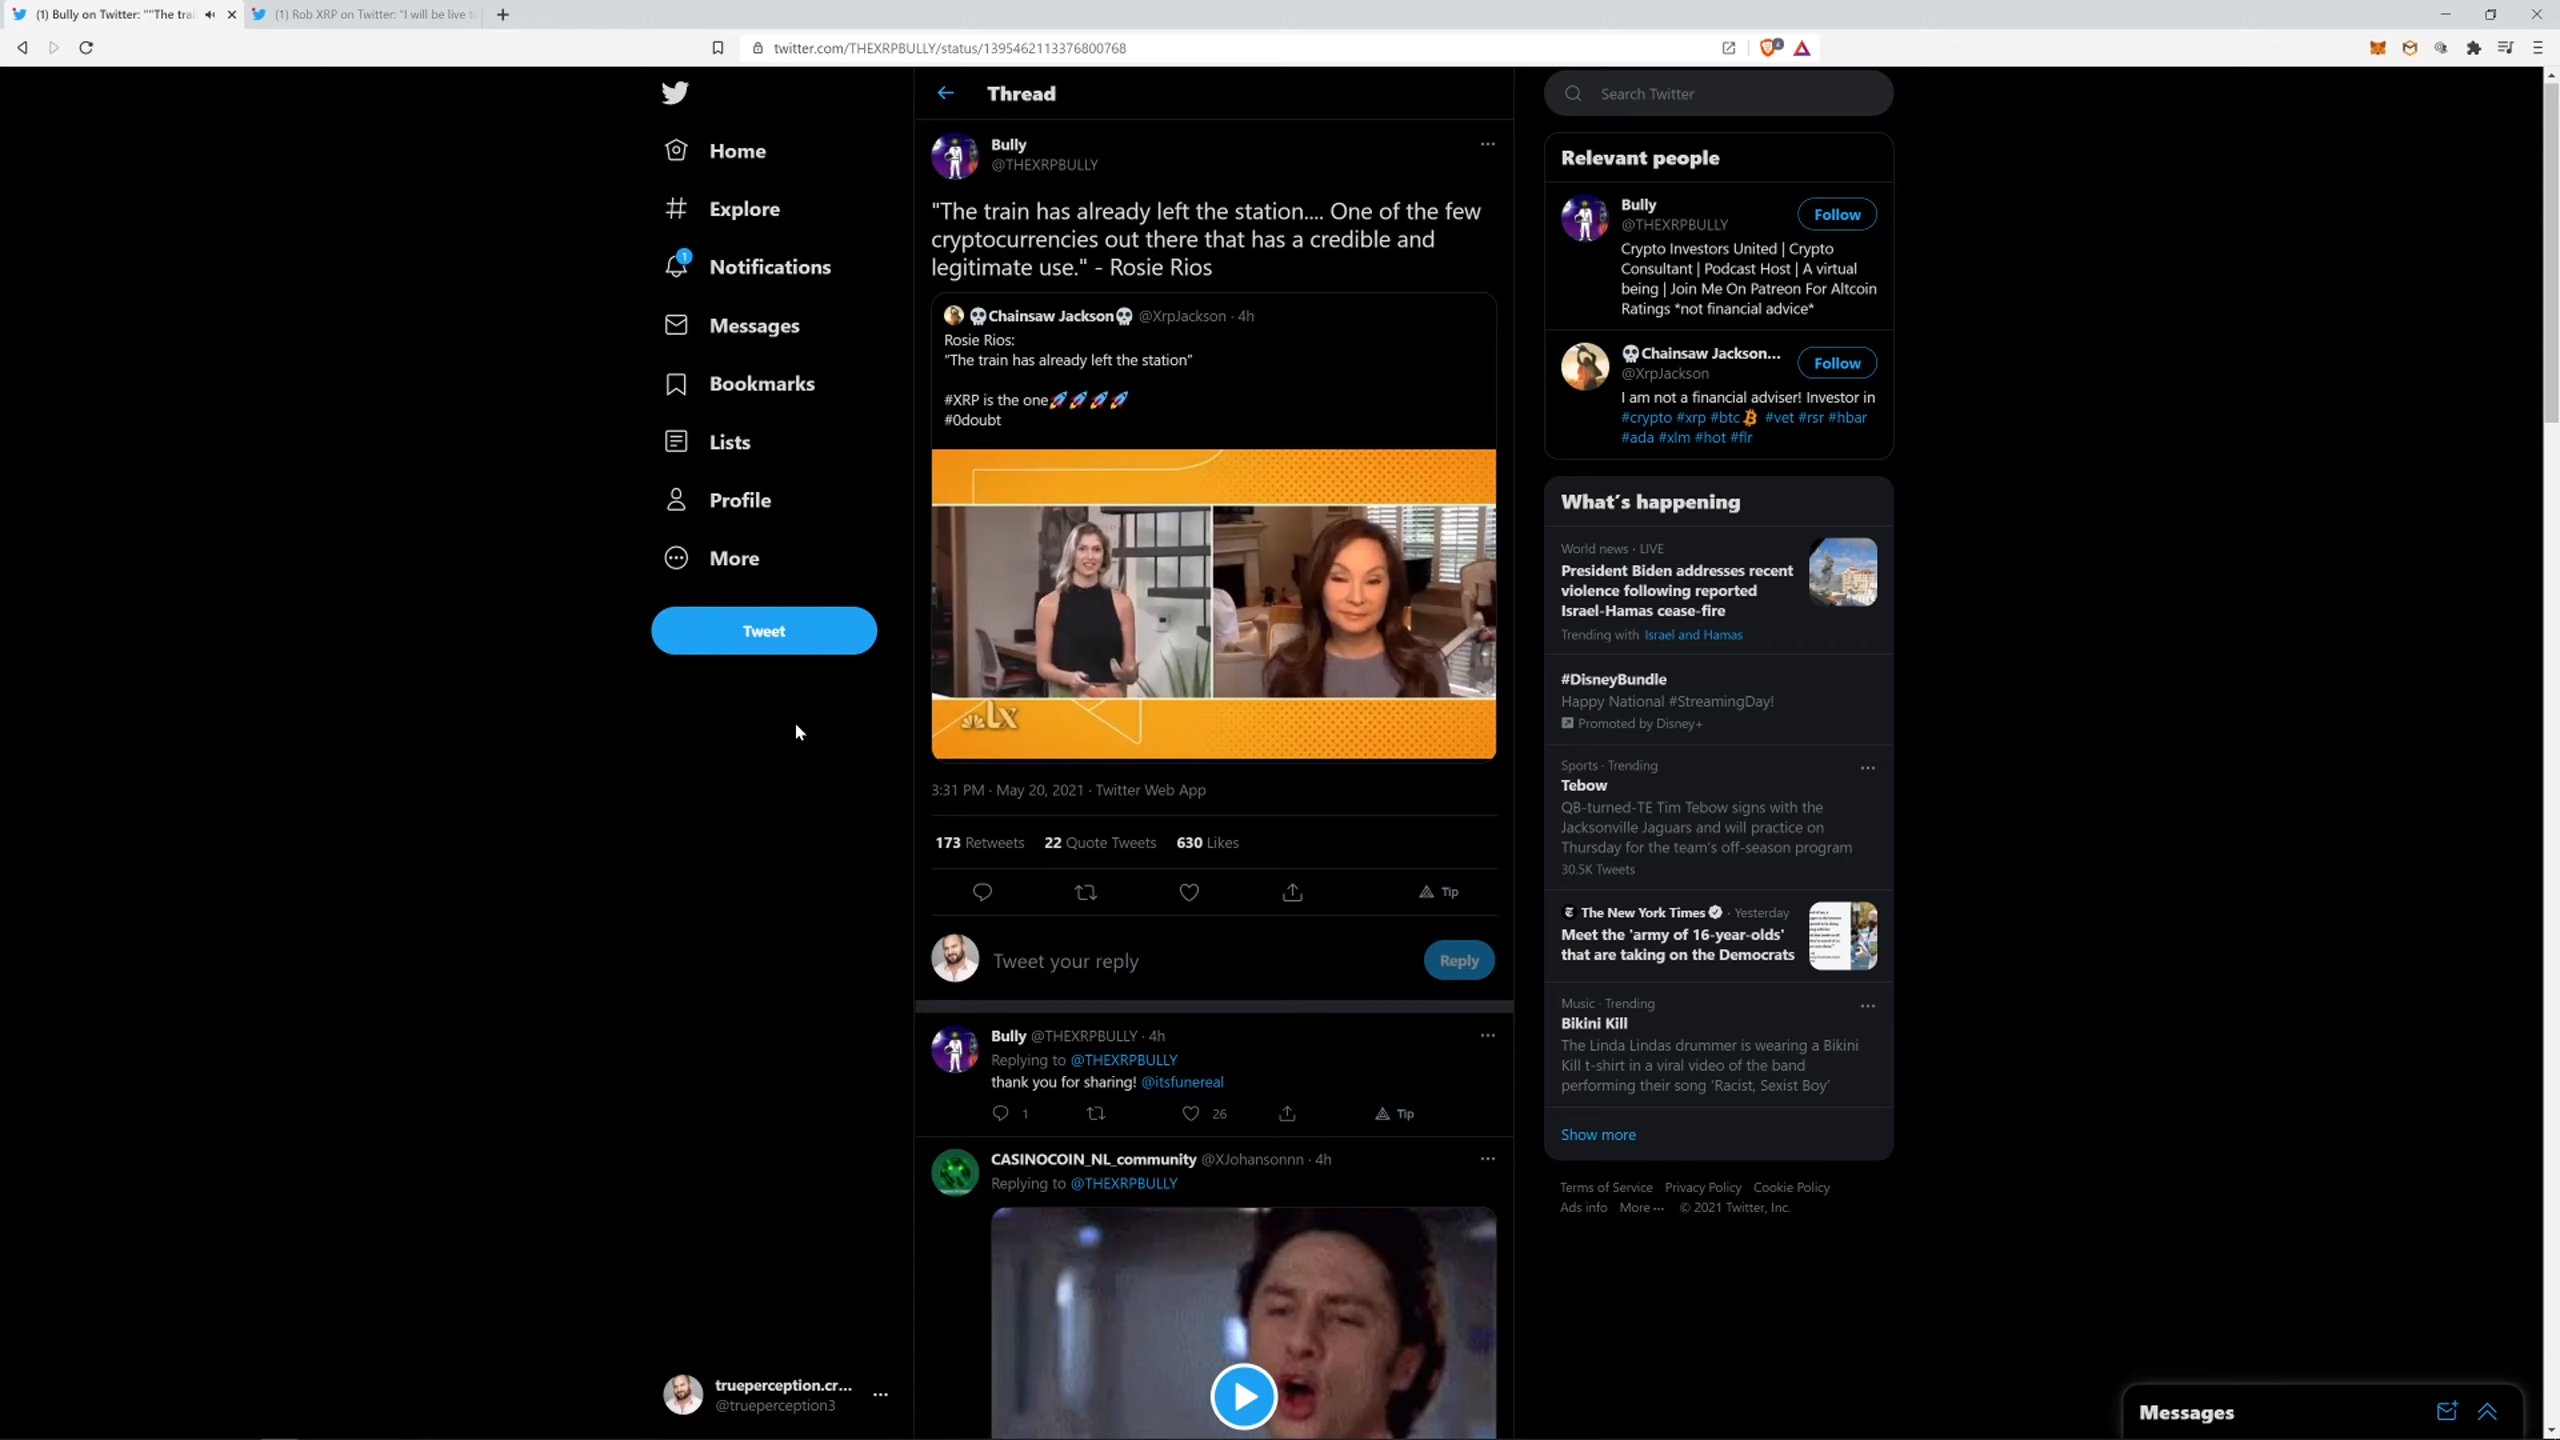 (1) Bully on Twitter: ""The trai
(1) Rob XRP on Twitter: "I will be live t
twitter.com/THEXRPBULLY/status/1395462113376800768
Home
Explore
1
Notifications
Messages
Bookmarks
Lists
Profile
More
Tweet
trueperception.cr...
@trueperception3
Thread
Bully
@THEXRPBULLY
"The train has already left the station.... One of the few
cryptocurrencies out there that has a credible and
legitimate use." - Rosie Rios
💀Chainsaw Jackson💀 @XrpJackson · 4h
Rosie Rios:
"The train has already left the station"
#XRP is the one🚀🚀🚀🚀
#0doubt
LX
3:31 PM · May 20, 2021 · Twitter Web App
173 Retweets 22 Quote Tweets 630 Likes
Tip
Tweet your reply
Reply
Bully @THEXRPBULLY · 4h
Replying to @THEXRPBULLY
thank you for sharing! @itsfunereal
1 26 Tip
CASINOCOIN_NL_community @XJohansonnn · 4h
Replying to @THEXRPBULLY
Search Twitter
Relevant people
Bully
@THEXRPBULLY
Follow
Crypto Investors United | Crypto
Consultant | Podcast Host | A virtual
being | Join Me On Patreon For Altcoin
Ratings *not financial advice*
💀Chainsaw Jackson...
@XrpJackson
Follow
I am not a financial adviser! Investor in
#crypto #xrp #btc #vet #rsr #hbar
#ada #xlm #hot #flr
What's happening
World news · LIVE
President Biden addresses recent
violence following reported
Israel-Hamas cease-fire
Trending with Israel and Hamas
#DisneyBundle
Happy National #StreamingDay!
Promoted by Disney+
Sports · Trending
Tebow
QB-turned-TE Tim Tebow signs with the
Jacksonville Jaguars and will practice on
Thursday for the team's off-season program
30.5K Tweets
The New York Times · Yesterday
Meet the 'army of 16-year-olds'
that are taking on the Democrats
Music · Trending
Bikini Kill
The Linda Lindas drummer is wearing a Bikini
Kill t-shirt in a viral video of the band
performing their song 'Racist, Sexist Boy'
Show more
Terms of Service Privacy Policy Cookie Policy
Ads info More ··· © 2021 Twitter, Inc.
Messages